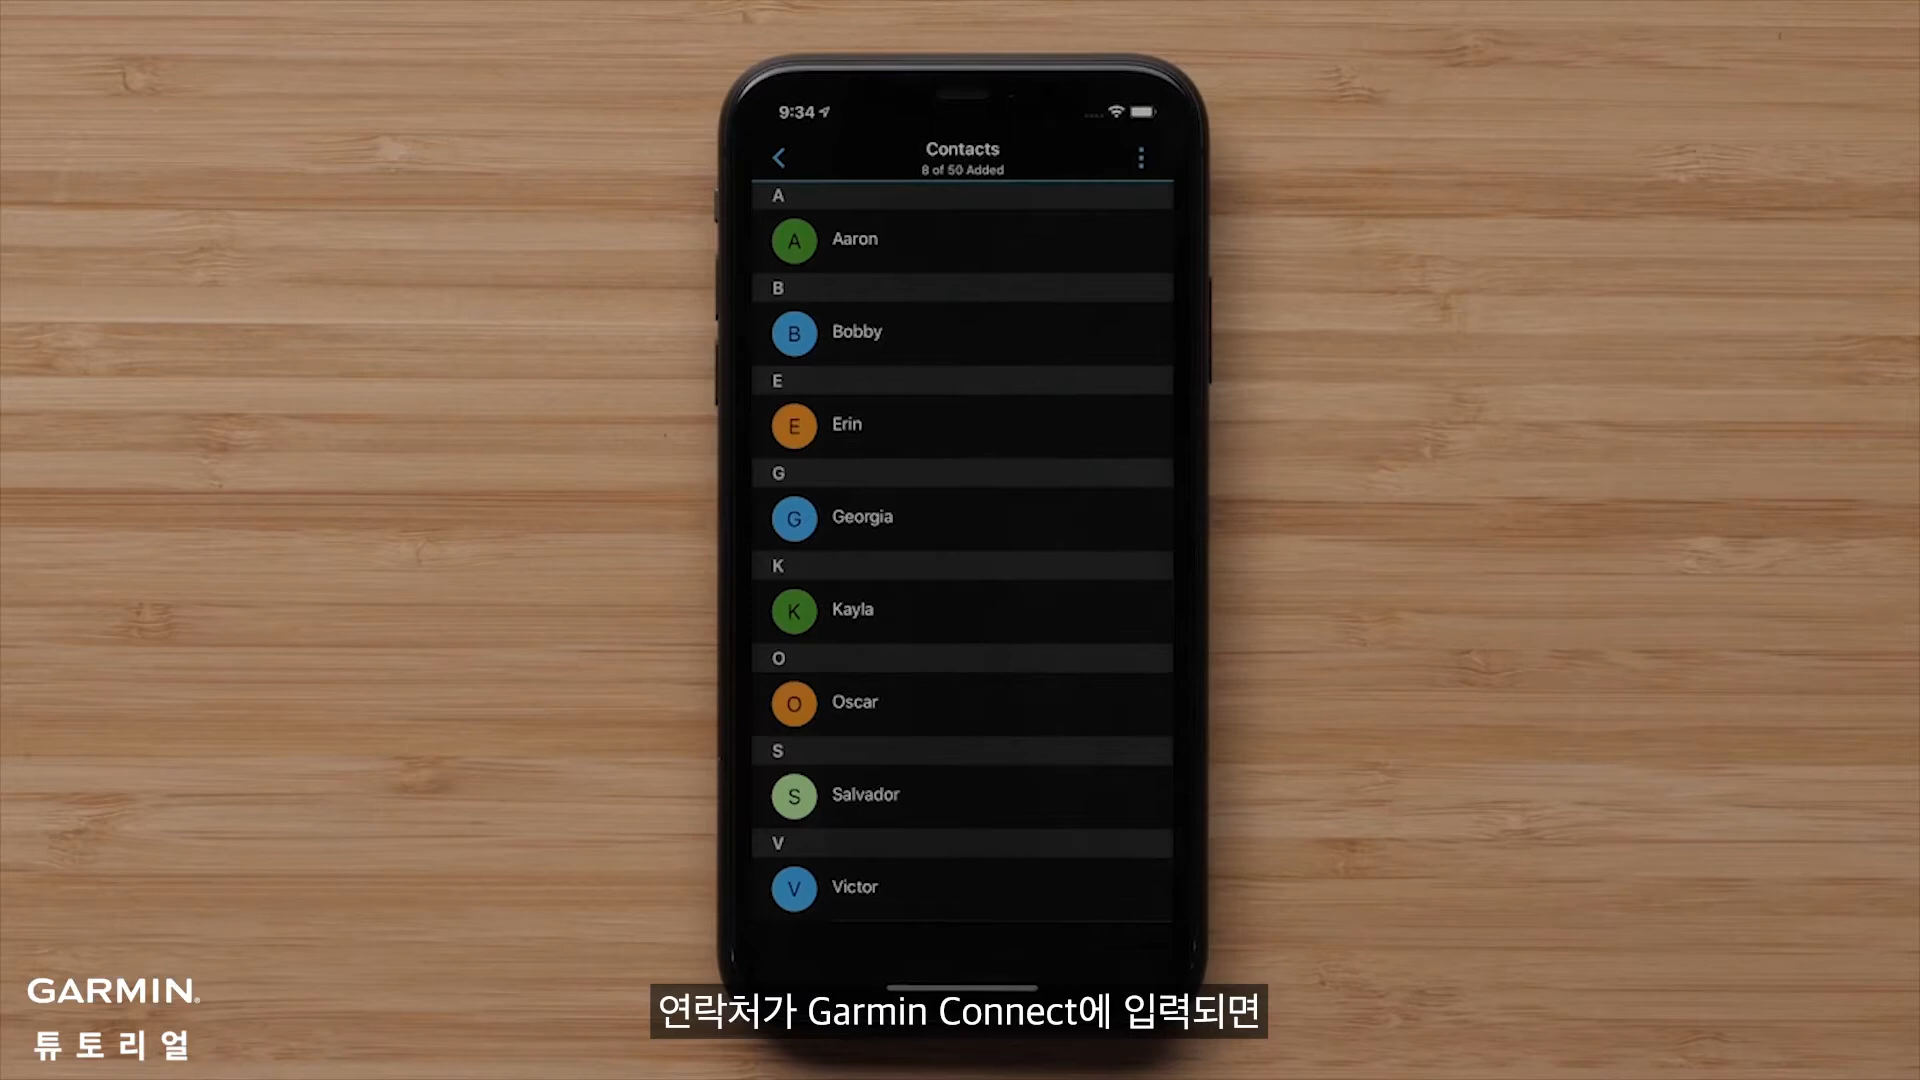 9:34
Contacts
8 of 50 Added
A
A Aaron
B
B Bobby
E
E Erin
G
G Georgia
K
K Kayla
O
O Oscar
S
S Salvador
V
V Victor
GARMIN.
튜토리얼
연락처가 Garmin Connect에 입력되면